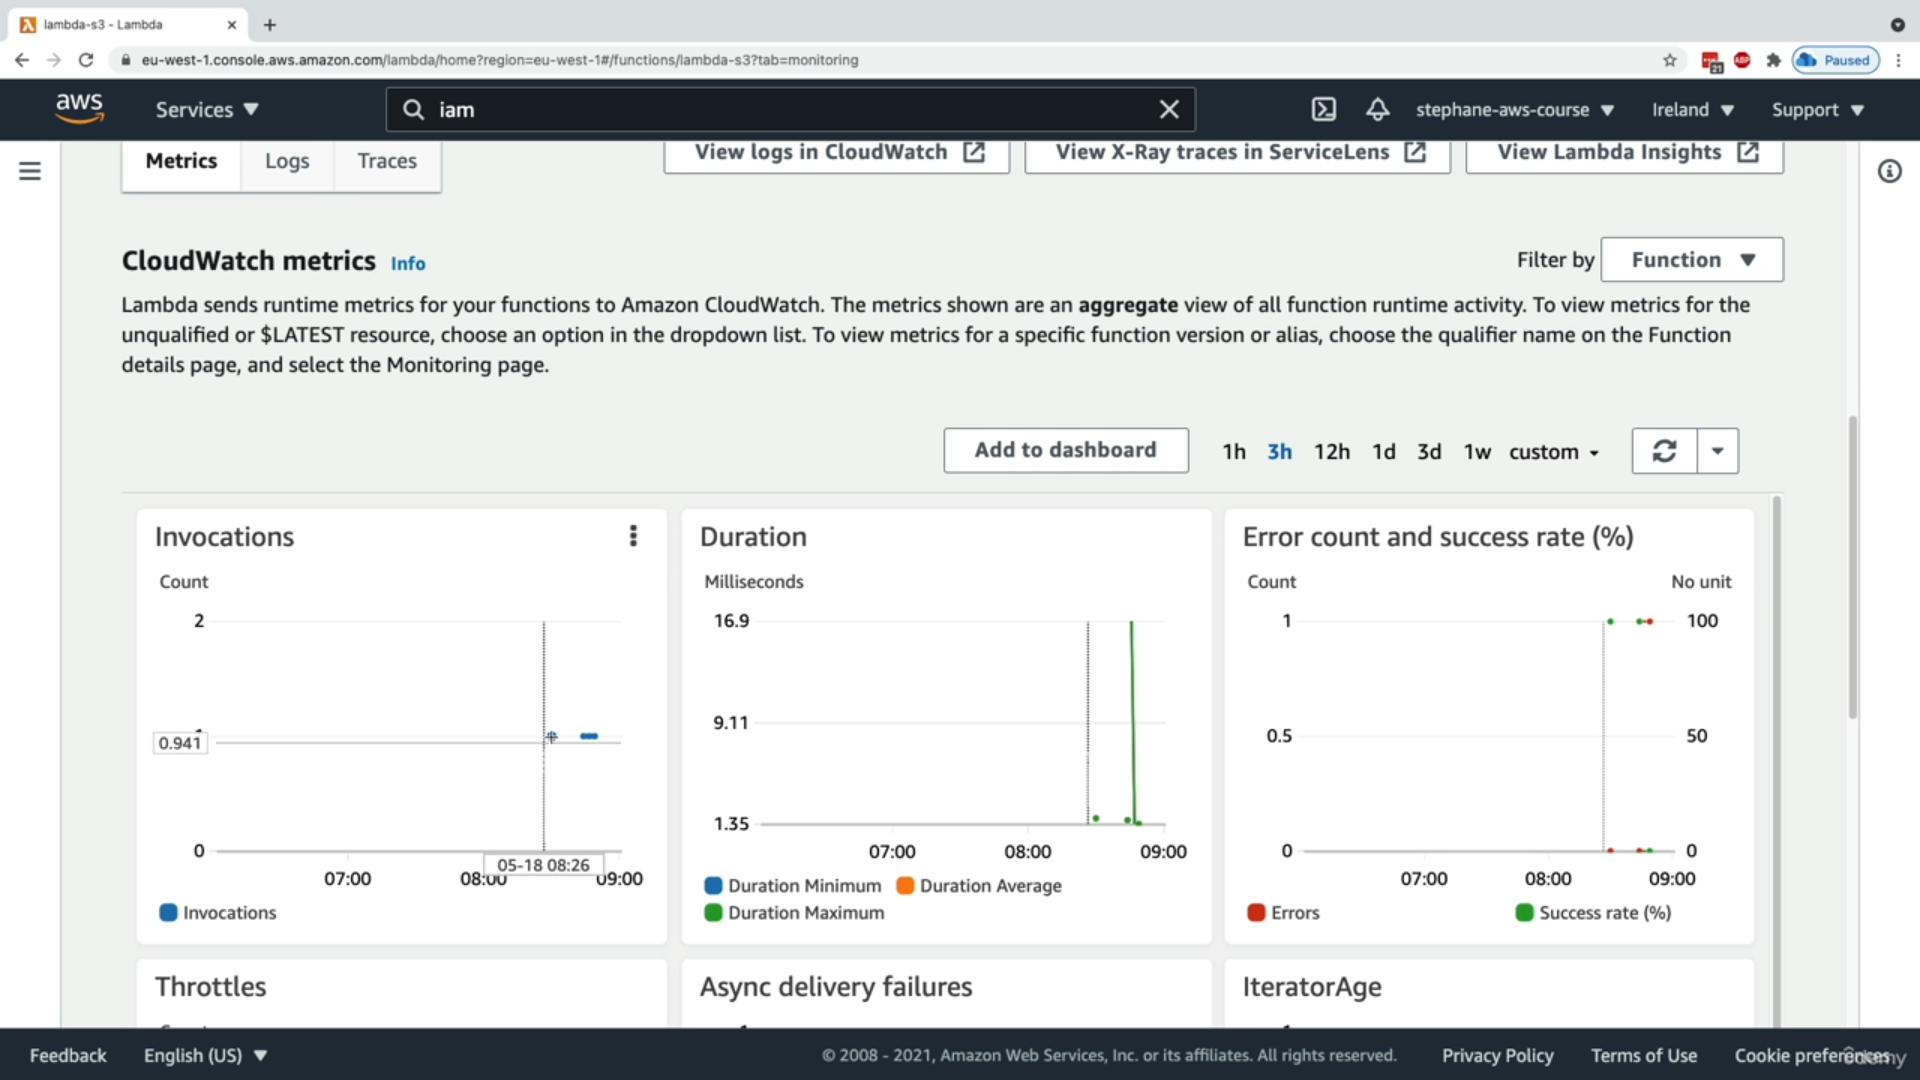 lambda-s3 - Lambda
eu-west-1.console.aws.amazon.com/lambda/home?region=eu-west-1#/functions/lambda-s3?tab=monitoring
21
ABP
Paused
aws
Services
iam
stephane-aws-course
Ireland
Support
Metrics
Logs
Traces
View logs in CloudWatch
View X-Ray traces in ServiceLens
View Lambda Insights
CloudWatch metrics Info
Filter by
Function
Lambda sends runtime metrics for your functions to Amazon CloudWatch. The metrics shown are an aggregate view of all function runtime activity. To view metrics for the
unqualified or $LATEST resource, choose an option in the dropdown list. To view metrics for a specific function version or alias, choose the qualifier name on the Function
details page, and select the Monitoring page.
Add to dashboard
1h 3h 12h 1d 3d 1w custom
Invocations
Count
2
0.941
0
07:00
08:00
05-18 08:26
09:00
Invocations
Duration
Milliseconds
16.9
9.11
1.35
07:00
08:00
09:00
Duration Minimum
Duration Average
Duration Maximum
Error count and success rate (%)
Count
No unit
1
100
0.5
50
0
0
07:00
08:00
09:00
Errors
Success rate (%)
Throttles
Async delivery failures
IteratorAge
Feedback
English (US)
© 2008 - 2021, Amazon Web Services, Inc. or its affiliates. All rights reserved.
Privacy Policy
Terms of Use
Cookie preferences
Udemy